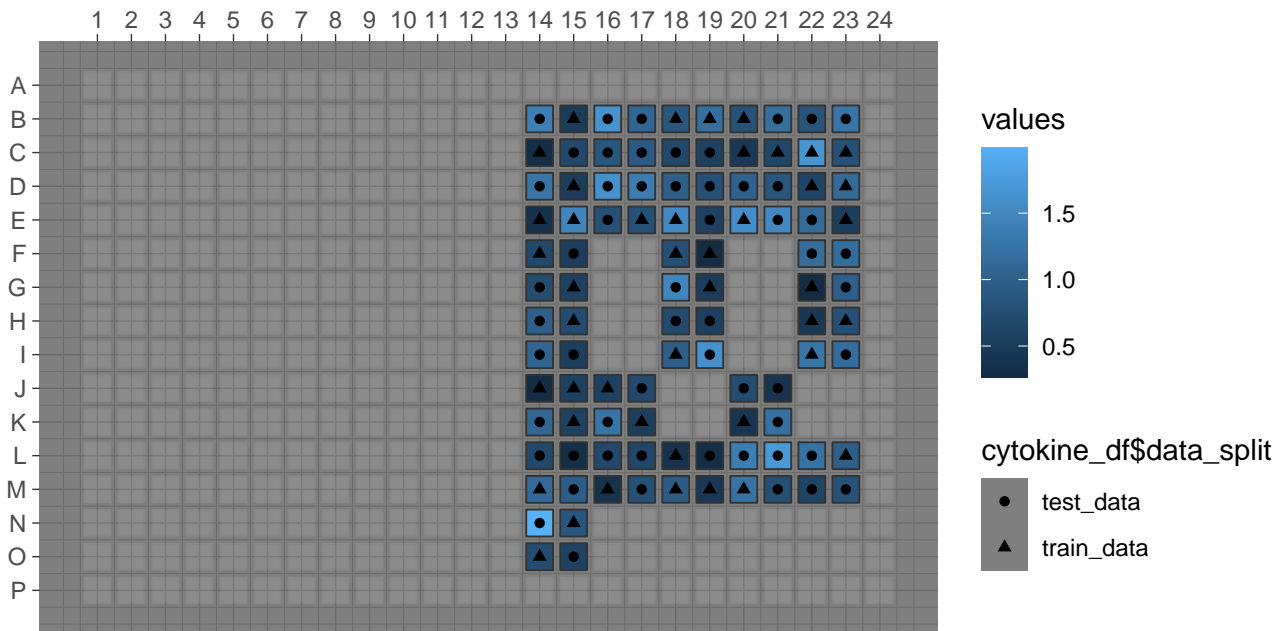 1 2 3 4 5 6 7 8 9 10 11 12 13 14 15 16 17 18 19 20 21 22 23 24
A
B
C
D
E
F
G
H
I
J
K
L
M
N
O
P
values
1.5
1.0
0.5
cytokine_df$data_split
test_data
train_data